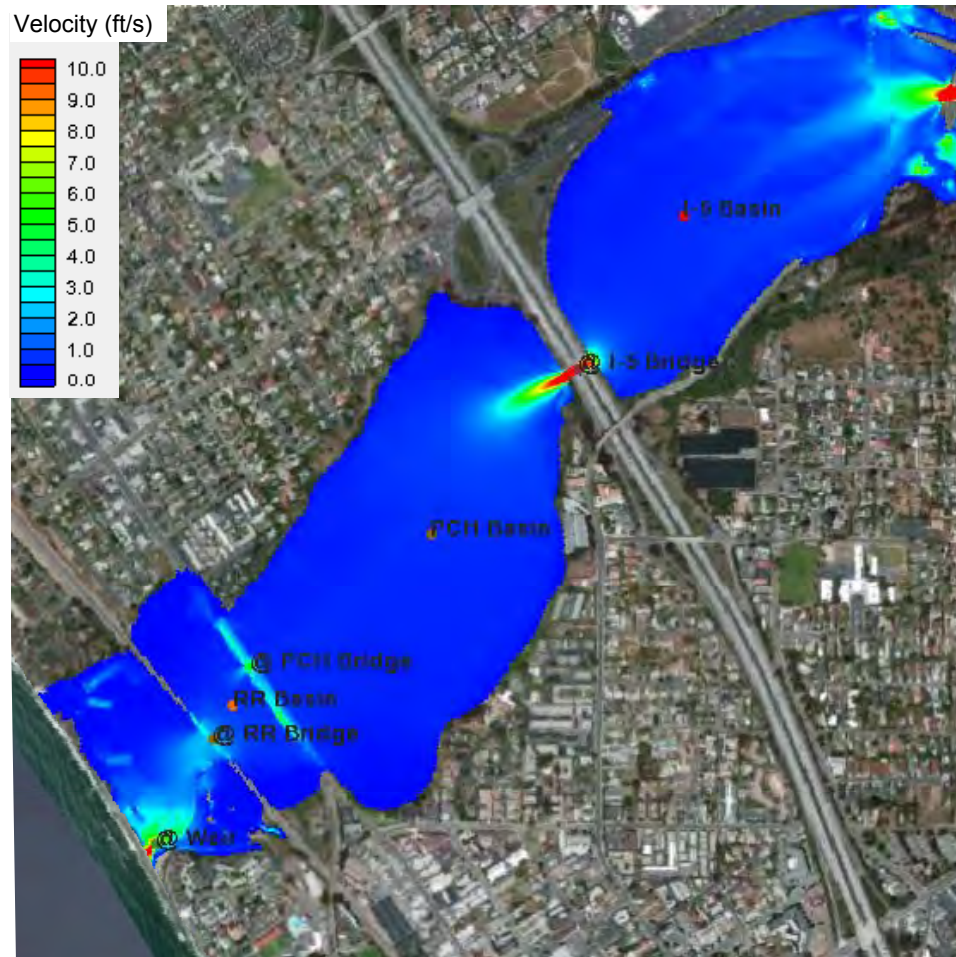 Velocity (ft/s)
10.0
9.0
8.0
7.0
6.0
5.0
4.0
3.0
2.0
1.0
0.0
I-5 Basin
@ I-5 Bridge
PCH Basin
@ PCH Bridge
RR Basin
@ RR Bridge
@ Weir